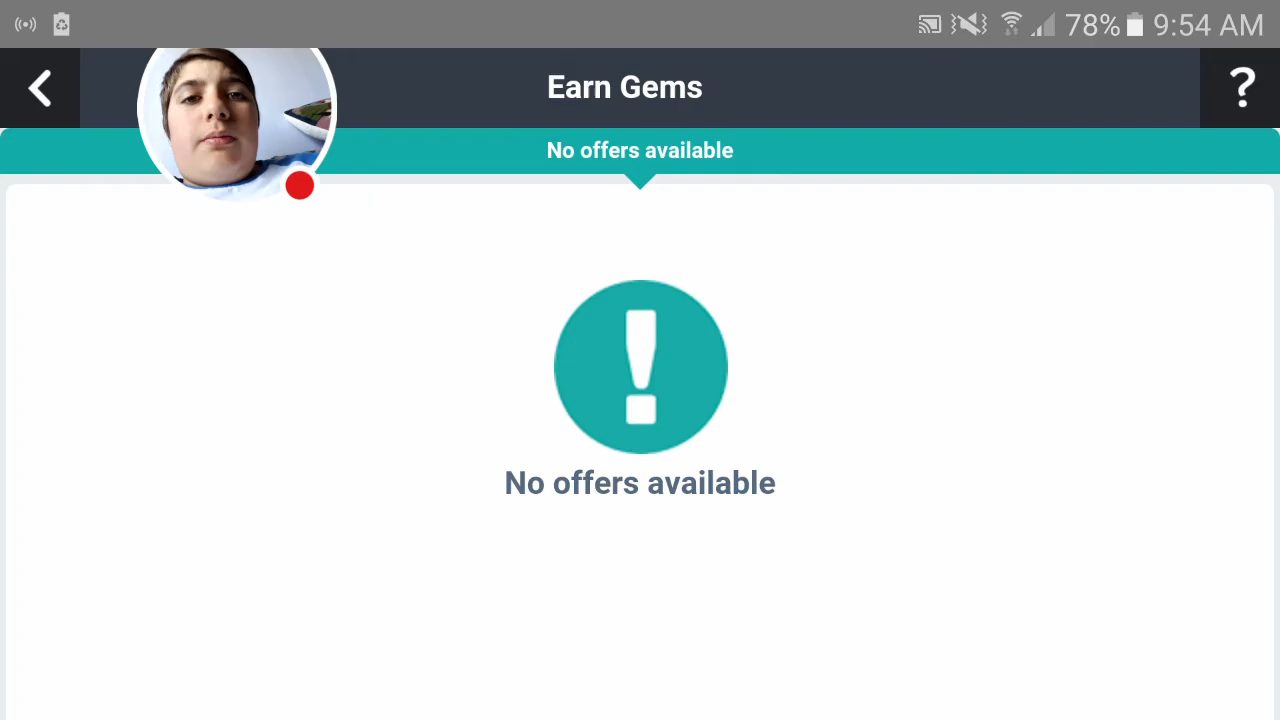 78% 9:54 AM
Earn Gems
?
No offers available
!
No offers available